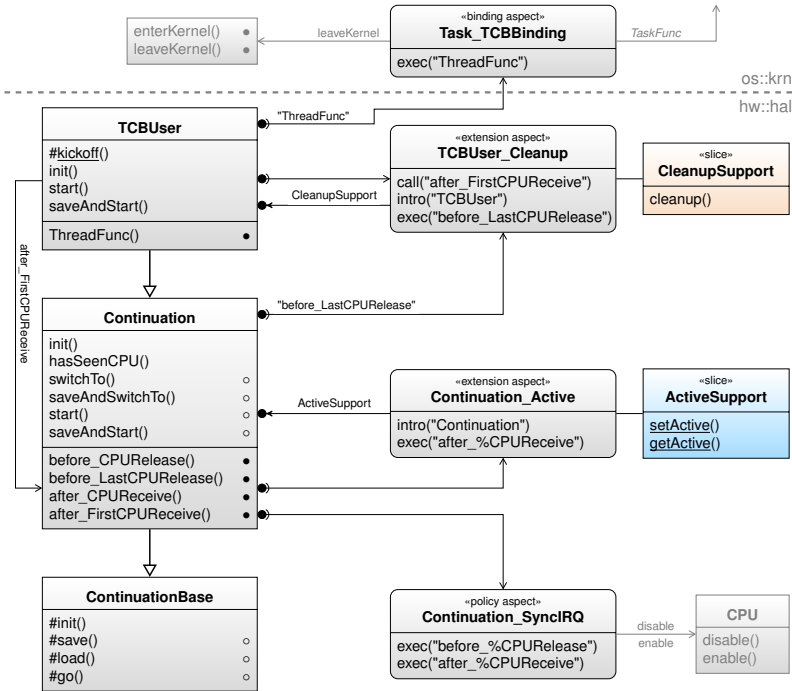 «binding aspect»
Task_TCBBinding
exec("ThreadFunc")
enterKernel()
leaveKernel()
leaveKernel
TaskFunc
os::krn
hw::hal
TCBUser
#kickoff()
init()
start()
saveAndStart()
ThreadFunc()
"ThreadFunc"
CleanupSupport
«extension aspect»
TCBUser_Cleanup
call("after_FirstCPUReceive")
intro("TCBUser")
exec("before_LastCPURelease")
«slice»
CleanupSupport
cleanup()
after_FirstCPUReceive
Continuation
init()
hasSeenCPU()
switchTo()
saveAndSwitchTo()
start()
saveAndStart()
before_CPURelease()
before_LastCPURelease()
after_CPUReceive()
after_FirstCPUReceive()
"before_LastCPURelease"
ActiveSupport
«extension aspect»
Continuation_Active
intro("Continuation")
exec("after_%CPUReceive")
«slice»
ActiveSupport
setActive()
getActive()
ContinuationBase
#init()
#save()
#load()
#go()
«policy aspect»
Continuation_SyncIRQ
exec("before_%CPURelease")
exec("after_%CPUReceive")
disable
enable
CPU
disable()
enable()